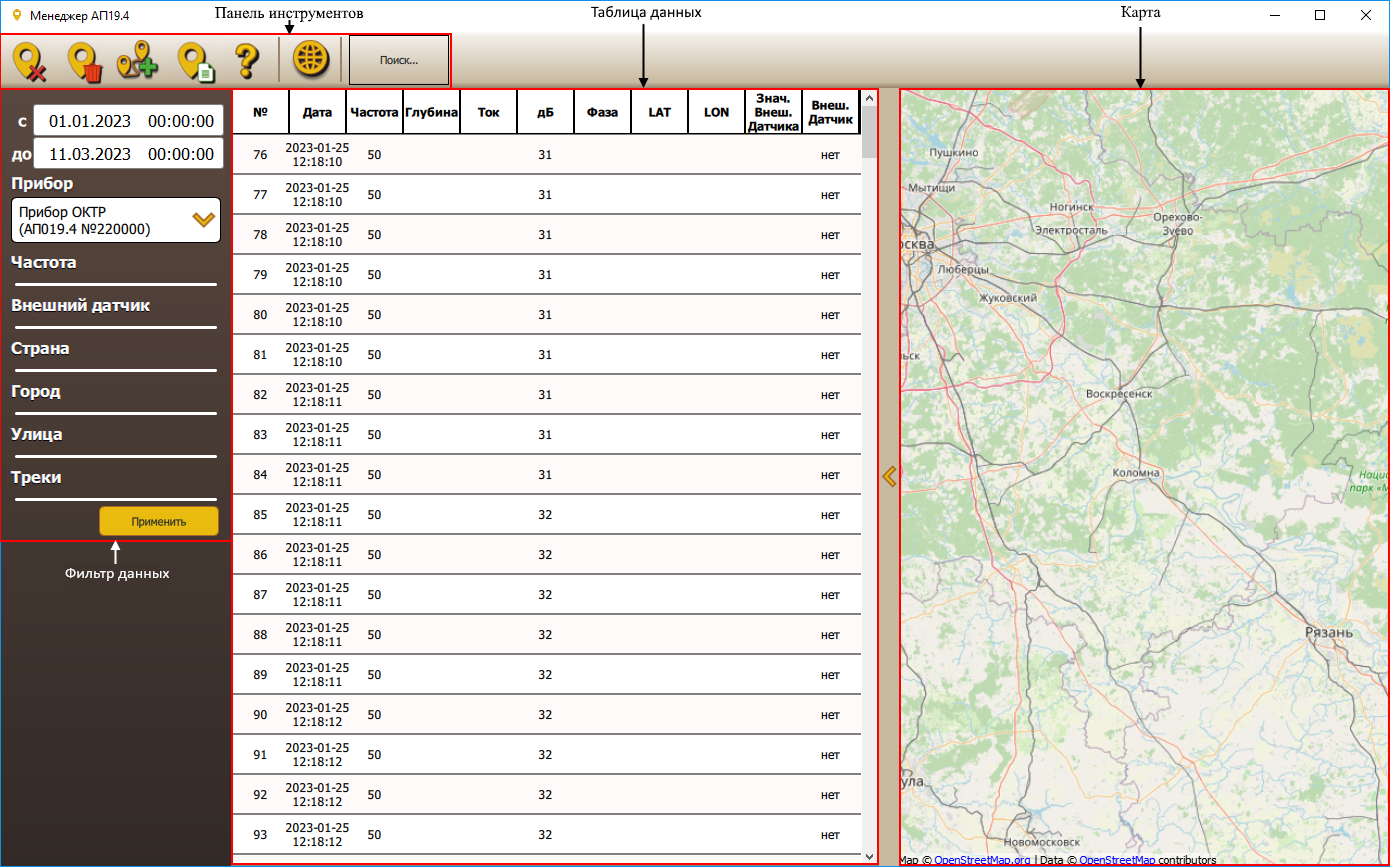 Менеджер АП19.4
Панель инструментов
Таблица данных
Карта
Поиск...
с 01.01.2023 00:00:00
до 11.03.2023 00:00:00
Прибор
Прибор ОКТР
(АП019.4 №220000)
Частота
Внешний датчик
Страна
Город
Улица
Треки
Применить
Фильтр данных
№ Дата Частота Глубина Ток дБ Фаза LAT LON Знач. Внеш. Датчика Внеш. Датчик
76 2023-01-25 12:18:10 50 31 нет
77 2023-01-25 12:18:10 50 31 нет
78 2023-01-25 12:18:10 50 31 нет
79 2023-01-25 12:18:10 50 31 нет
80 2023-01-25 12:18:10 50 31 нет
81 2023-01-25 12:18:10 50 31 нет
82 2023-01-25 12:18:11 50 31 нет
83 2023-01-25 12:18:11 50 31 нет
84 2023-01-25 12:18:11 50 31 нет
85 2023-01-25 12:18:11 50 32 нет
86 2023-01-25 12:18:11 50 32 нет
87 2023-01-25 12:18:11 50 32 нет
88 2023-01-25 12:18:11 50 32 нет
89 2023-01-25 12:18:11 50 32 нет
90 2023-01-25 12:18:12 50 32 нет
91 2023-01-25 12:18:12 50 32 нет
92 2023-01-25 12:18:12 50 32 нет
93 2023-01-25 12:18:12 50 32 нет
Пушкино
Мытищи
Ногинск
Орехово-
Зуево
Электросталь
осква
Люберцы
Жуковский
ьск
Воскресенск
Коломна
Наци
парк «М
Рязань
ула
Новомосковск
Map © OpenStreetMap.org | Data © OpenStreetMap contributors